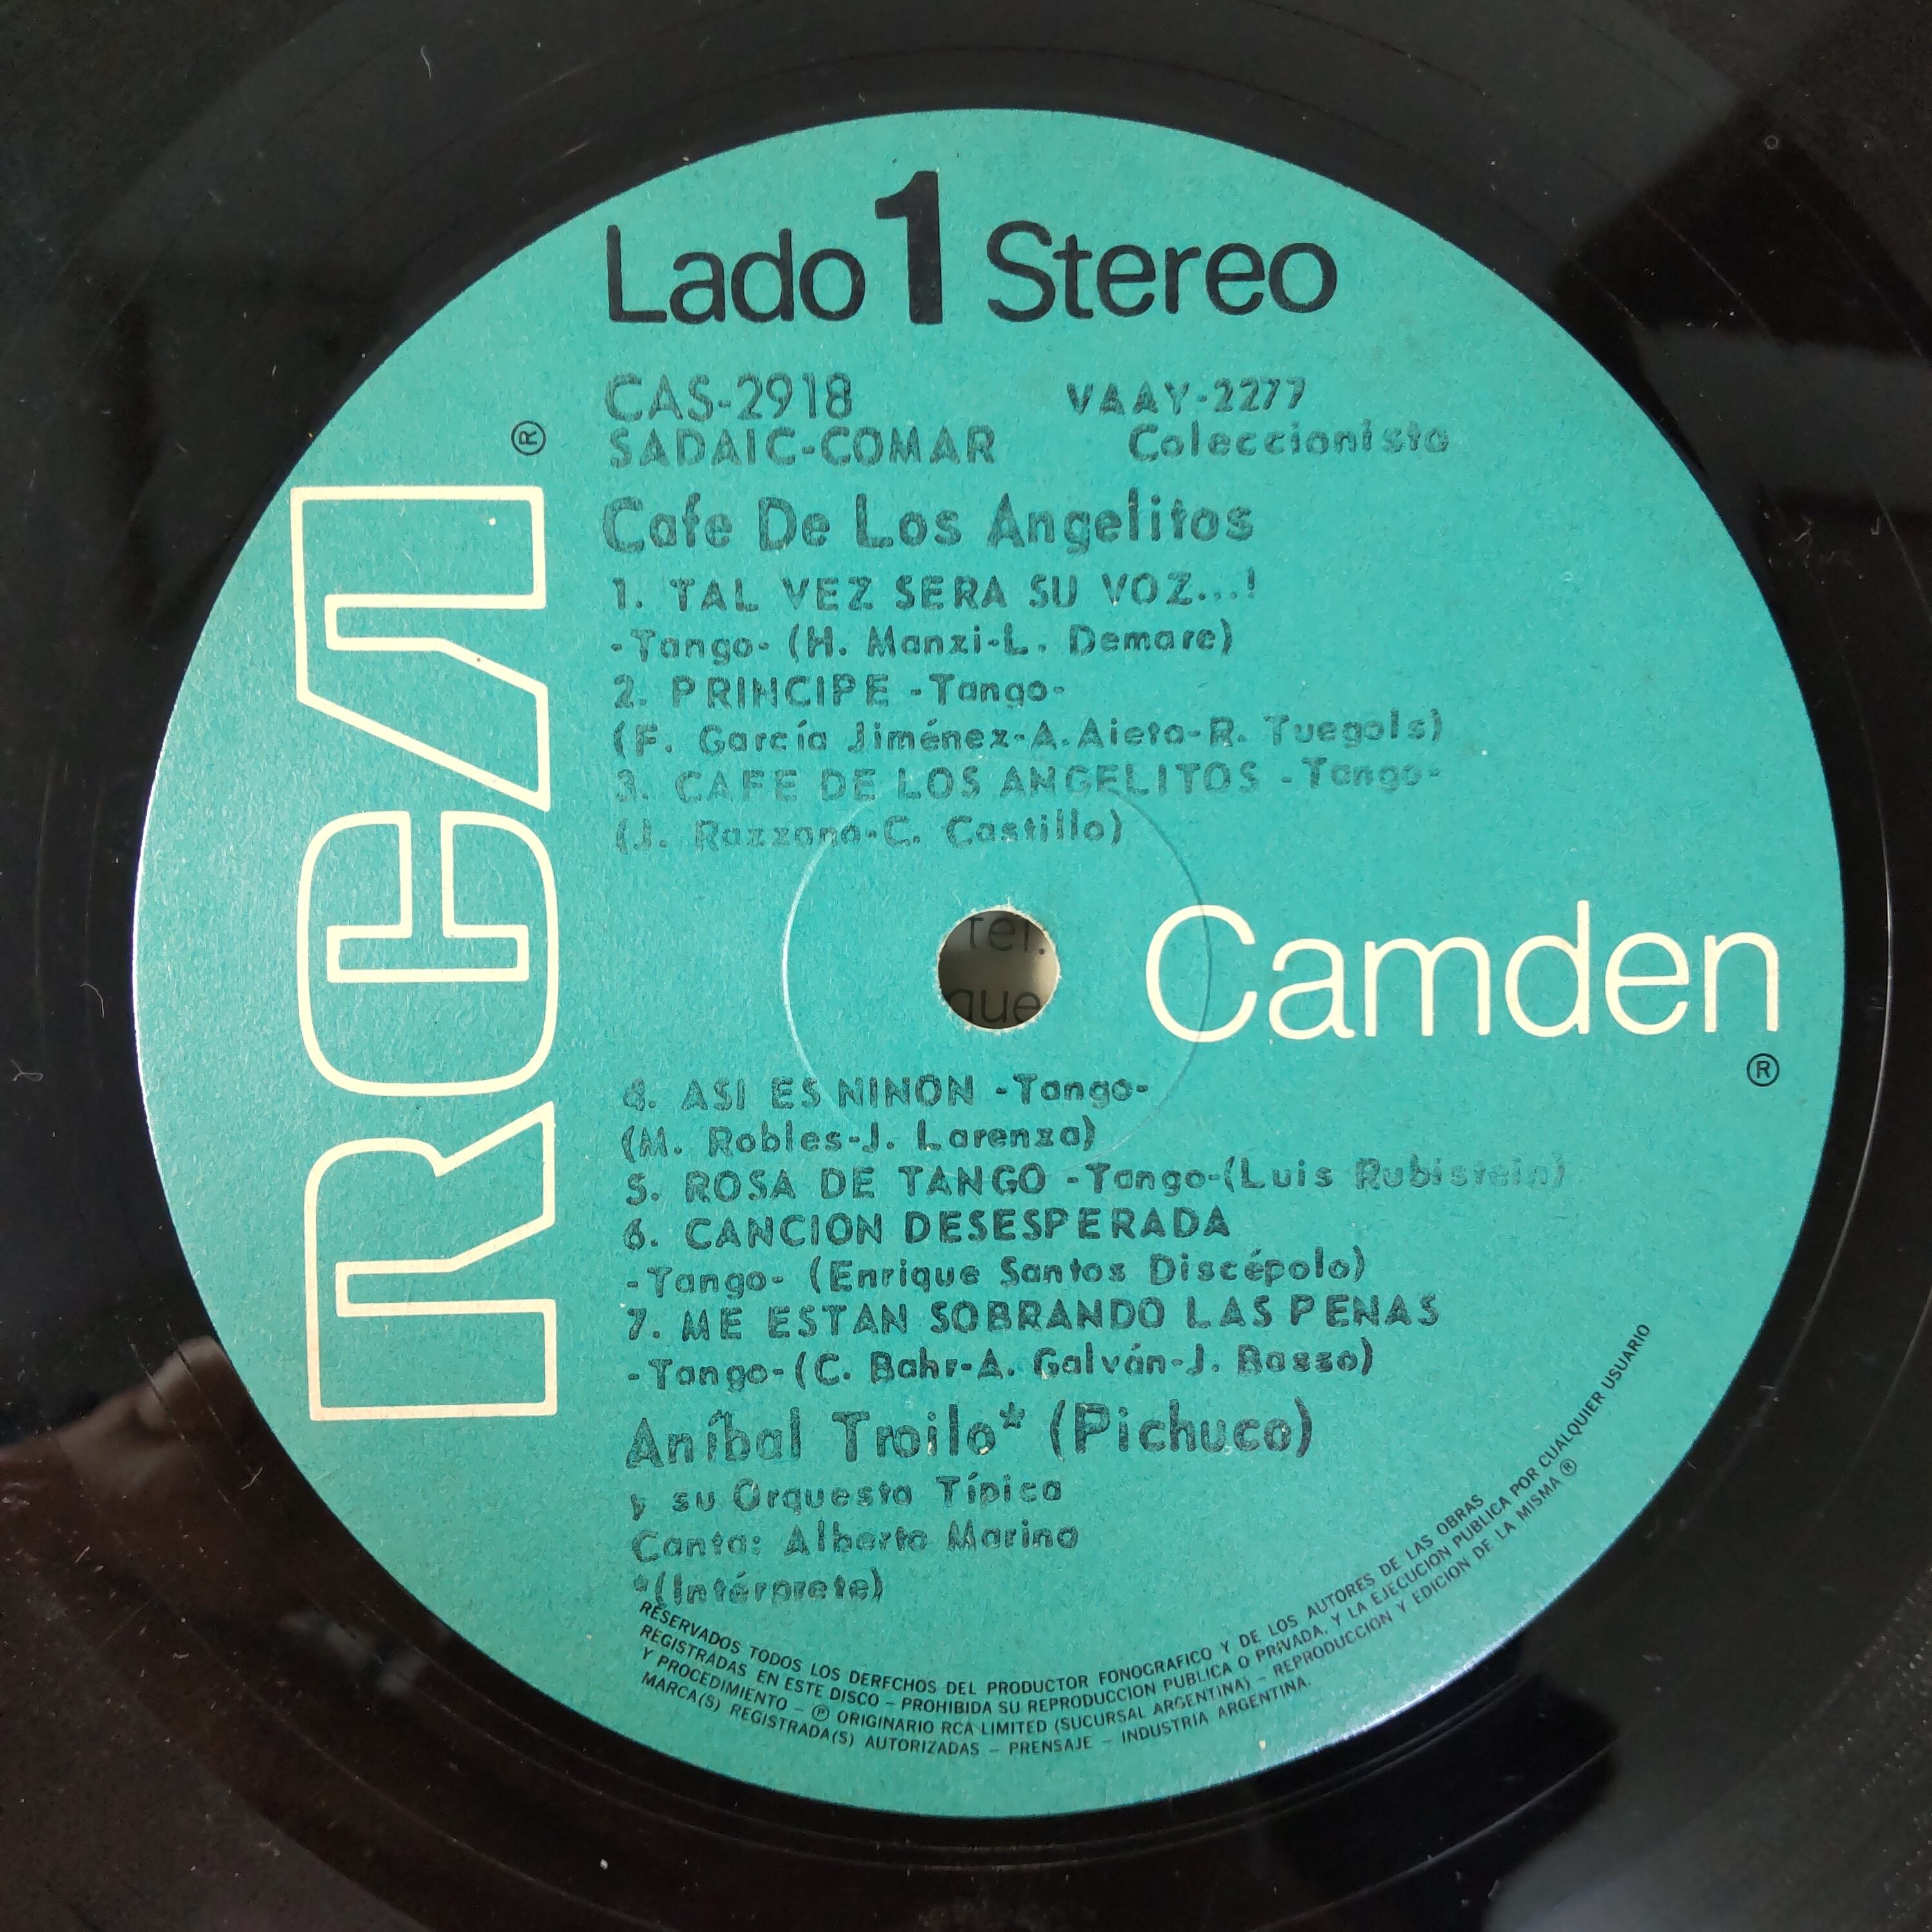 Lado 1 Stereo
CAS-2918 VAAY-2277
SADAIC-COMAR Coleccionista
®
RCA
Cafe De Los Angelitos
1. TAL VEZ SERA SU VOZ...!
-Tango- (H. Manzi-L. Demare)
2. PRINCIPE -Tango-
(F. García Jiménez-A.Aieta-R. Tuegols)
3. CAFE DE LOS ANGELITOS -Tango-
(J. Razzano-C. Castillo)
Camden
®
tel.
que
4. ASI ES NINON -Tango-
(M. Robles-J. Larenza)
5. ROSA DE TANGO -Tango-(Luis Rubistein)
6. CANCION DESESPERADA
-Tango- (Enrique Santos Discépolo)
7. ME ESTAN SOBRANDO LAS PENAS
-Tango-(C. Bahr-A. Galván-J. Basso)
Aníbal Troilo* (Pichuco)
y su Orquesta Típica
Canta: Alberto Marino
*(Intérprete)
RESERVADOS TODOS LOS DERECHOS DEL PRODUCTOR FONOGRAFICO Y DE LOS AUTORES DE LAS OBRAS
REGISTRADAS EN ESTE DISCO – PROHIBIDA SU REPRODUCCION PUBLICA O PRIVADA, Y LA EJECUCION PUBLICA POR CUALQUIER USUARIO
Y PROCEDIMIENTO – ℗ ORIGINARIO RCA LIMITED (SUCURSAL ARGENTINA) – REPRODUCCION Y EDICION DE LA MISMA ®
MARCA(S) REGISTRADA(S) AUTORIZADAS – PRENSAJE – INDUSTRIA ARGENTINA.